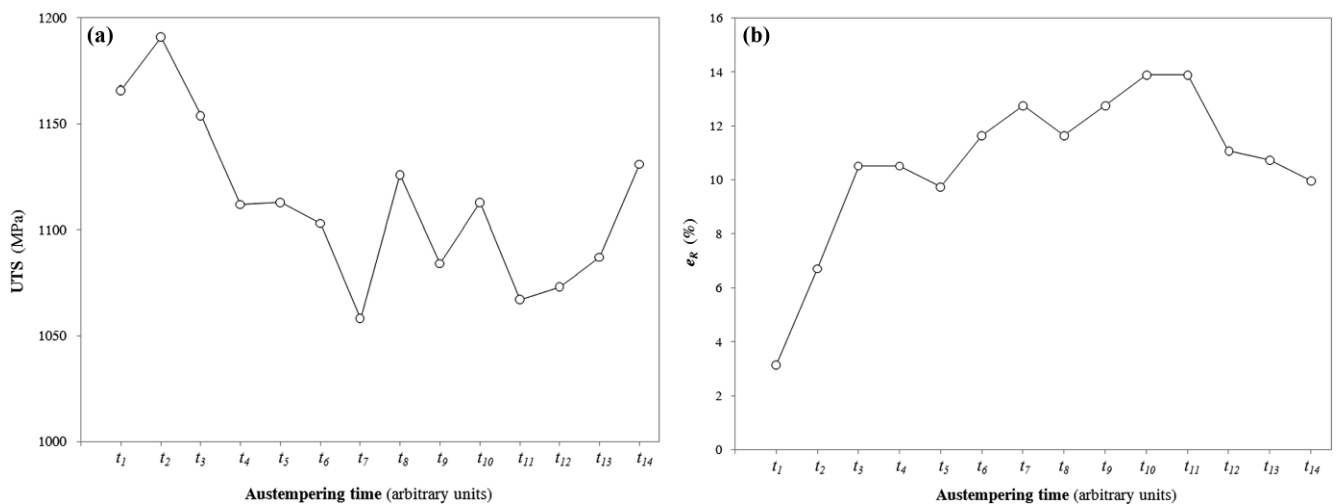 (a)
1200
1150
1100
1050
1000
UTS (MPa)
t1 t2 t3 t4 t5 t6 t7 t8 t9 t10 t11 t12 t13 t14
Austempering time (arbitrary units)
(b)
16
14
12
10
8
6
4
2
0
eR (%)
t1 t2 t3 t4 t5 t6 t7 t8 t9 t10 t11 t12 t13 t14
Austempering time (arbitrary units)